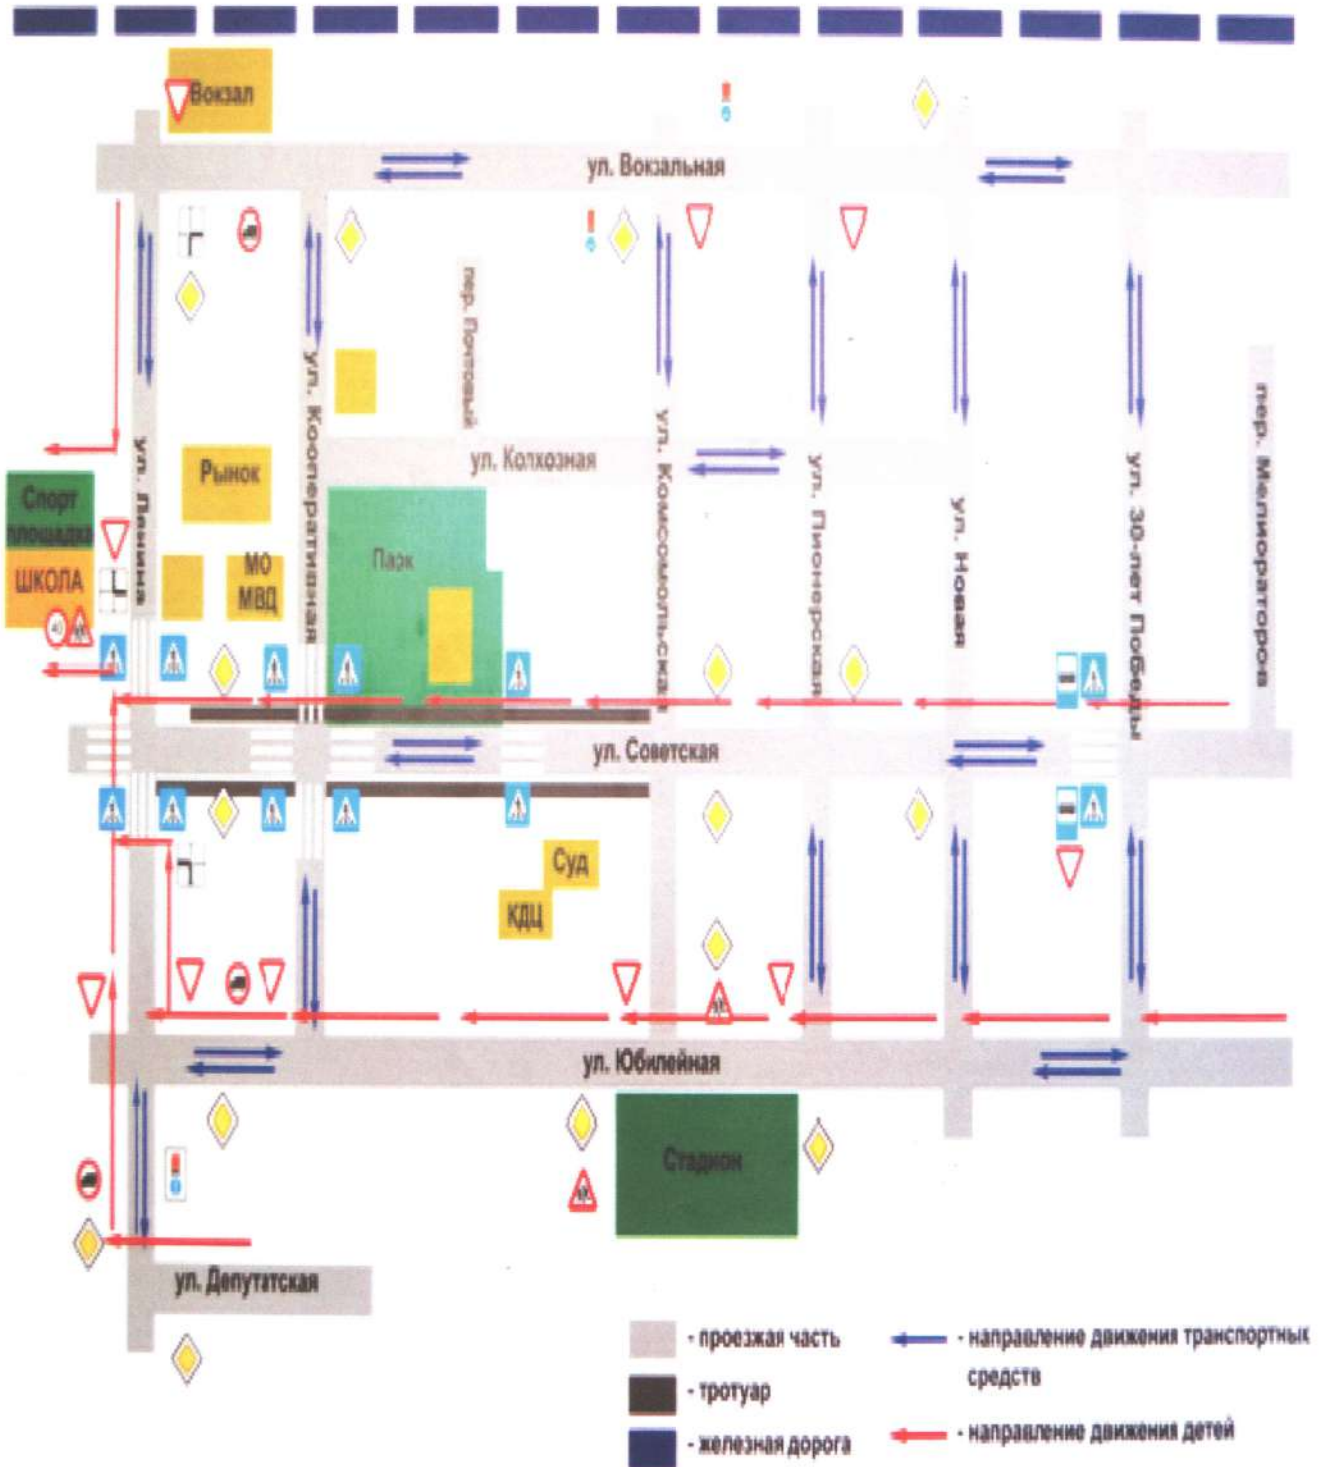 Вокзал
ул. Вокзальная
пер. Почтовый
ул. Кооперативная
ул. Ленина
Рынок
ул. Колхозная
ул. Комсомольская
ул. Пионерская
ул. Новая
ул. 30-лет Победы
пер. Мелиораторов
Спорт
площадка
ШКОЛА
МО
МВД
Парк
40
ул. Советская
Суд
КДЦ
ул. Юбилейная
Стадион
ул. Депутатская
- проезжая часть
- направление движения транспортных
средств
- тротуар
- направление движения детей
- железная дорога